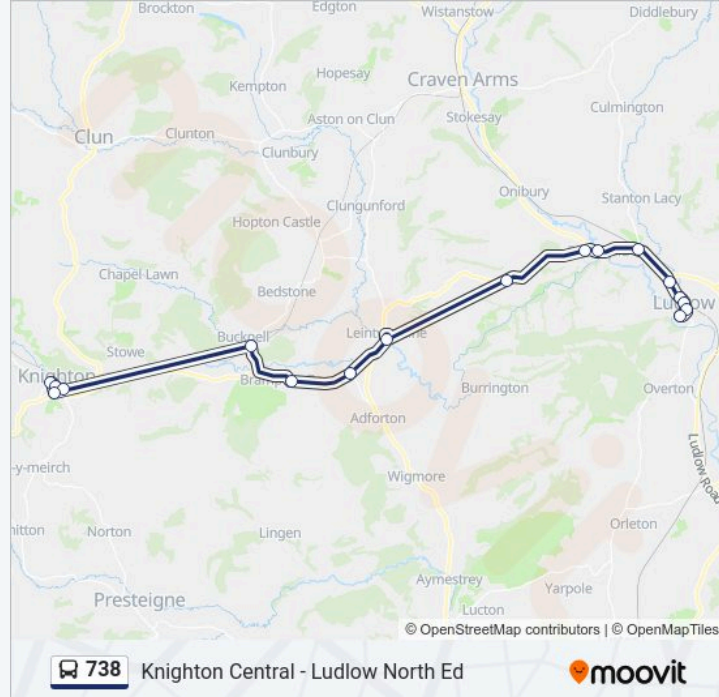 Brockton
Edgton
Wistanstow
Diddlebury
Hopesay
Craven Arms
Kempton
Culmington
Aston on Clun
Stokesay
Clun
Clunton
Clunbury
Onibury
Stanton Lacy
Clungunford
Hopton Castle
Chapel Lawn
Bedstone
Bucknell
Stowe
Knighton
Burrington
Overton
Adforton
Ludlow Road
-y-meirch
Wigmore
Orleton
itton
Norton
Lingen
Aymestrey
Yarpole
Presteigne
Lucton
© OpenStreetMap contributors | © OpenMapTiles
738 Knighton Central - Ludlow North Ed
moovit